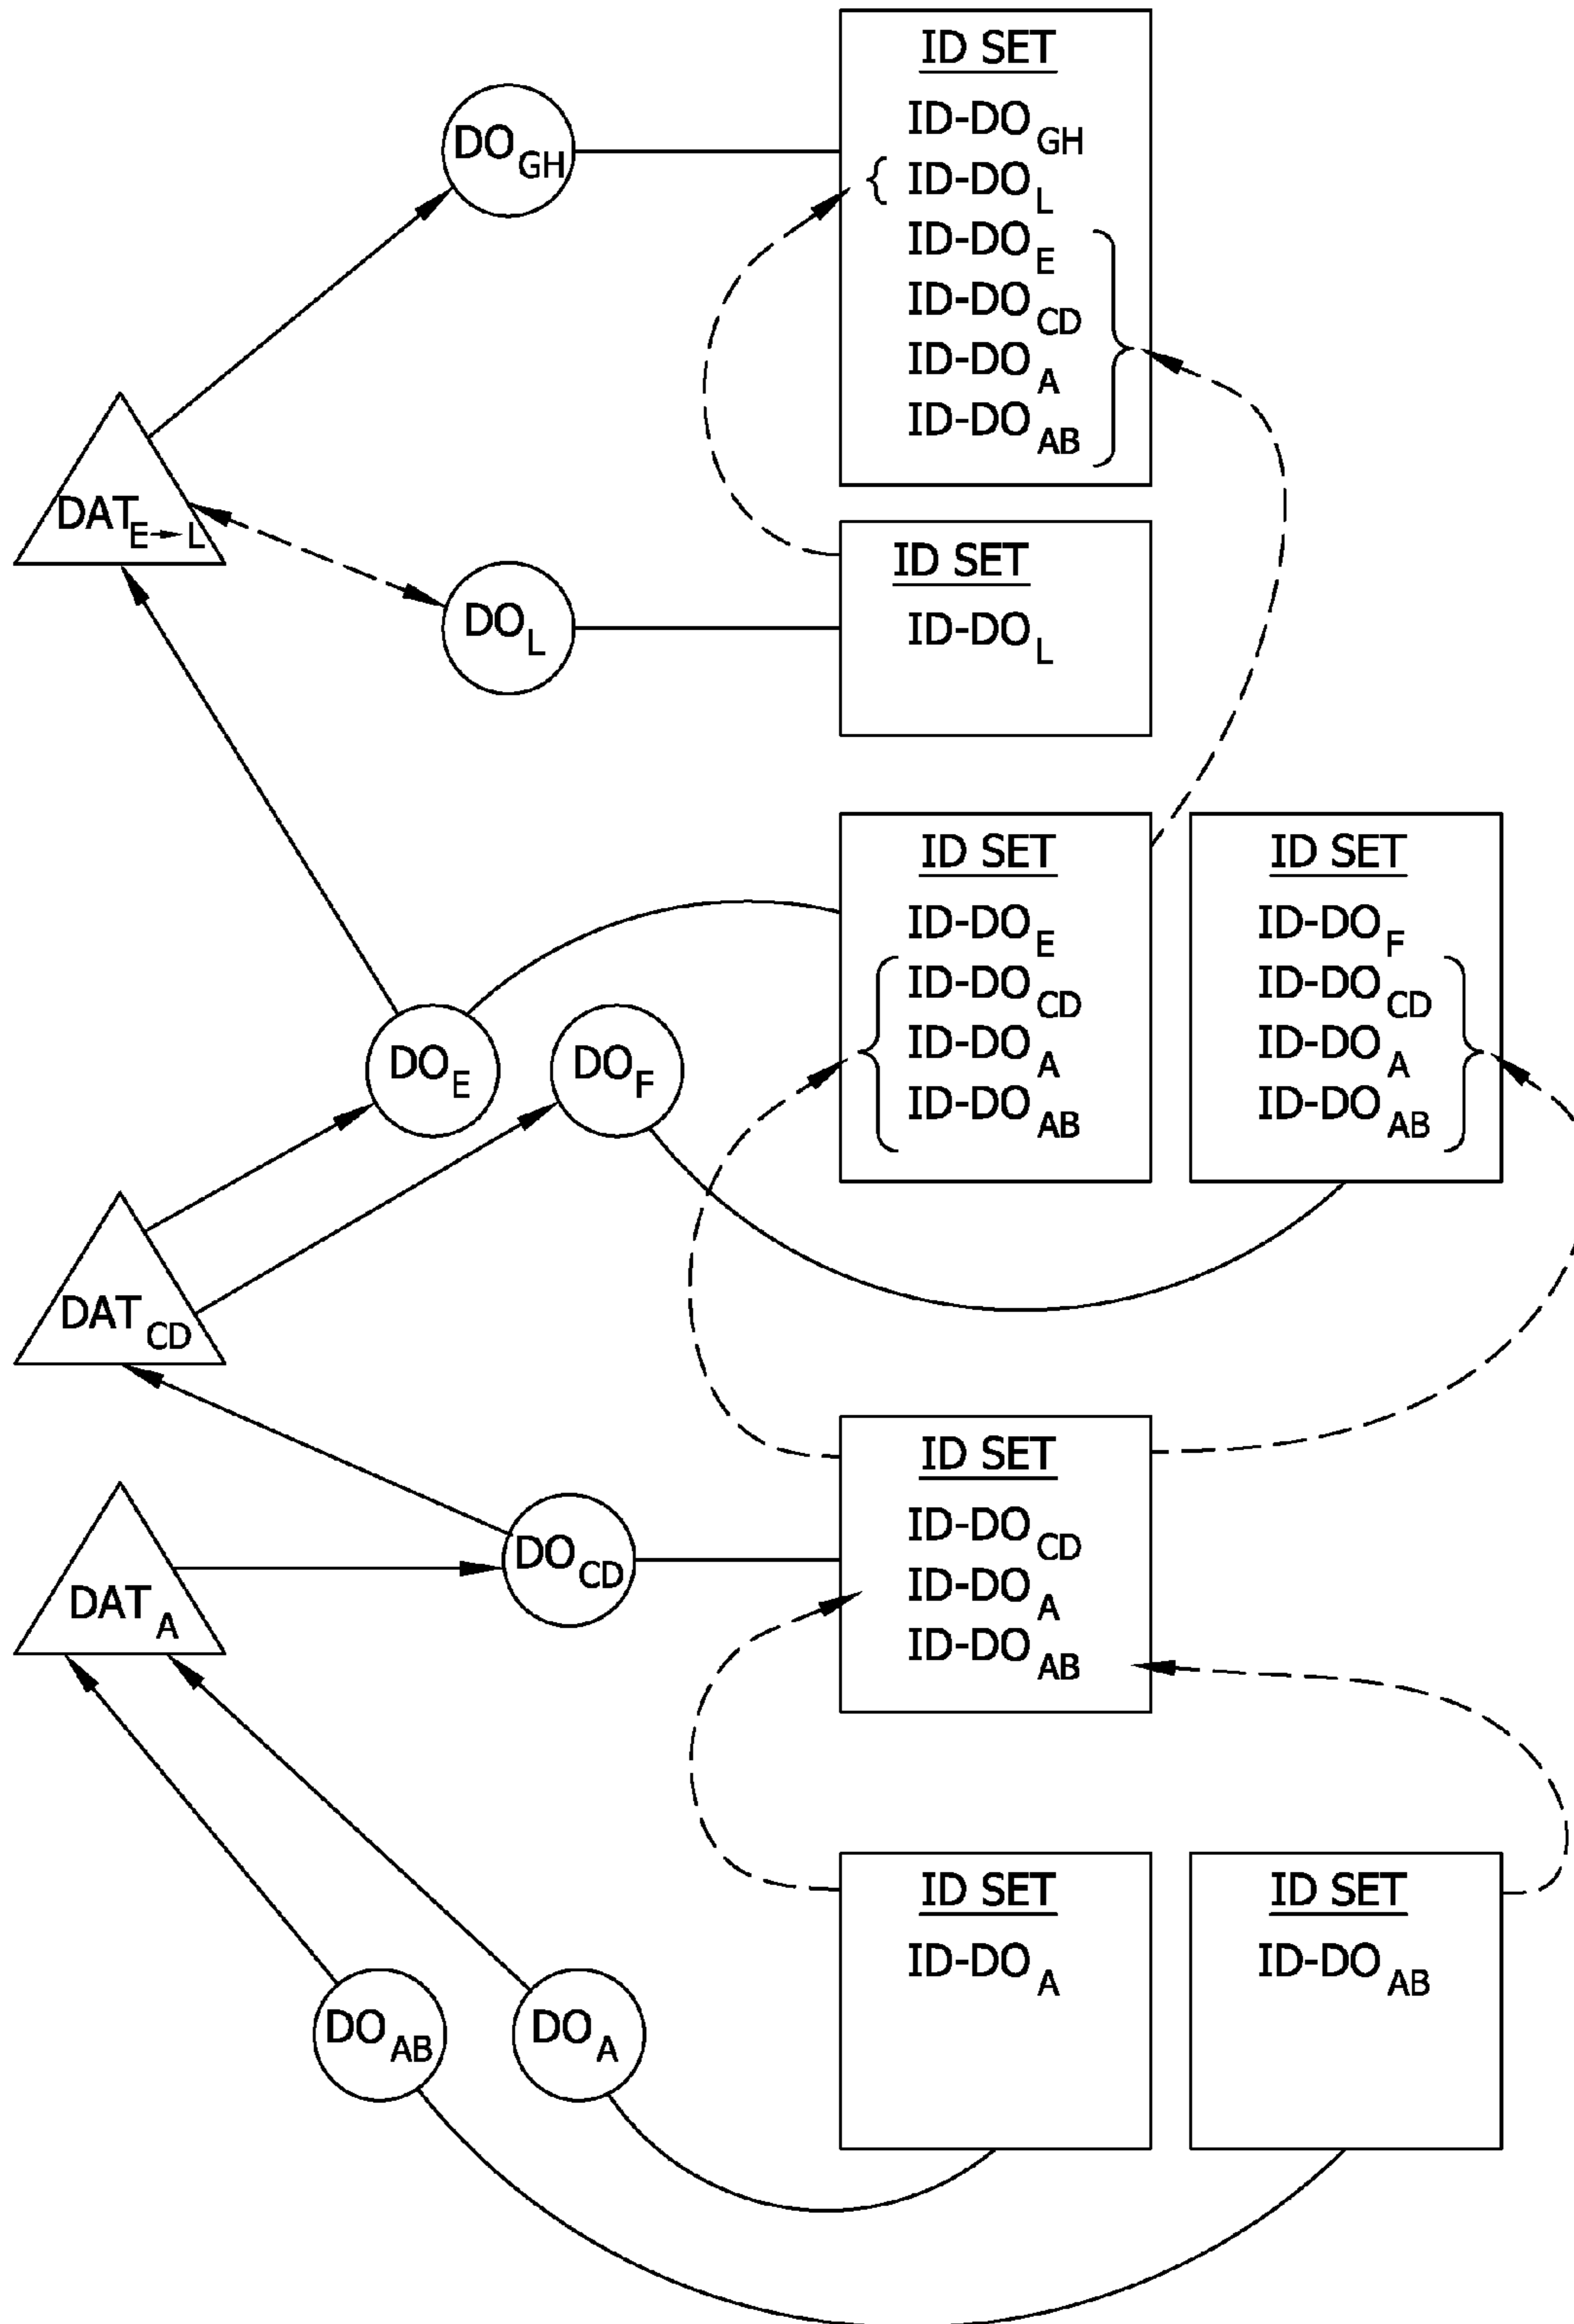 ID SET
DO GH
ID-DO GH
ID-DO L
ID-DO E
ID-DO CD
ID-DO A
ID-DO AB
DAT E→L
ID SET
DO L
ID-DO L
ID SET
ID-DO E
ID-DO CD
ID-DO A
ID-DO AB
ID SET
ID-DO F
ID-DO CD
ID-DO A
ID-DO AB
DO E
DO F
DAT CD
ID SET
ID-DO CD
ID-DO A
ID-DO AB
DO CD
DAT A
ID SET
ID-DO A
ID SET
ID-DO AB
DO AB
DO A